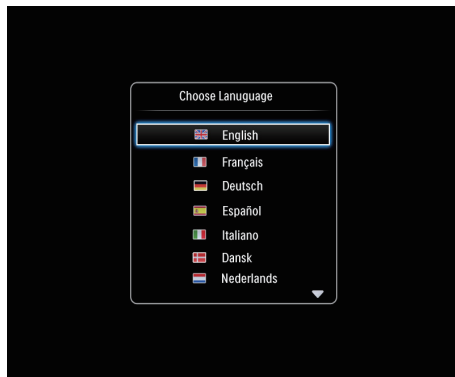 Choose Lanuguage
English
Français
Deutsch
Español
Italiano
Dansk
Nederlands